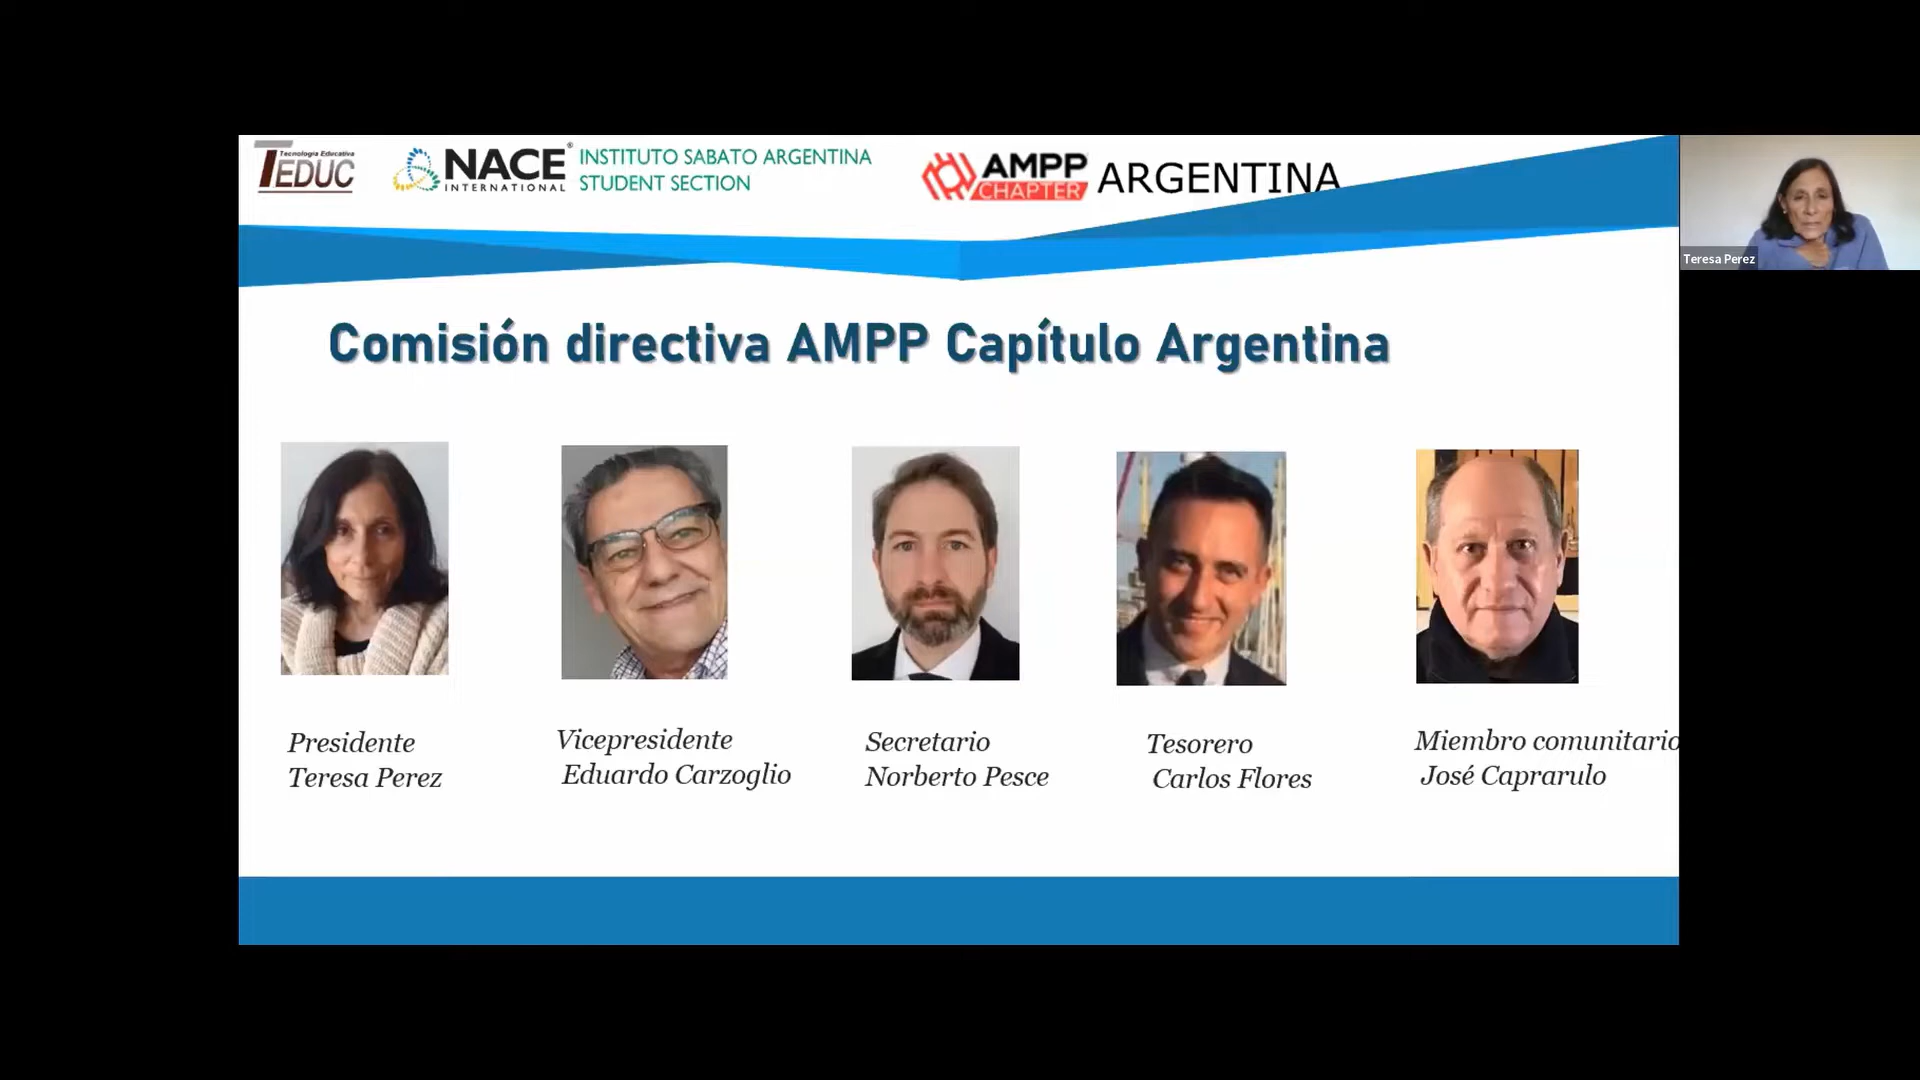 Tecnología Educativa
TEDUC
NACE®
INTERNATIONAL
INSTITUTO SABATO ARGENTINA
STUDENT SECTION
AMPP
CHAPTER
ARGENTINA
Teresa Perez
Comisión directiva AMPP Capítulo Argentina
Presidente
Teresa Perez
Vicepresidente
Eduardo Carzoglio
Secretario
Norberto Pesce
Tesorero
Carlos Flores
Miembro comunitario
José Caprarulo